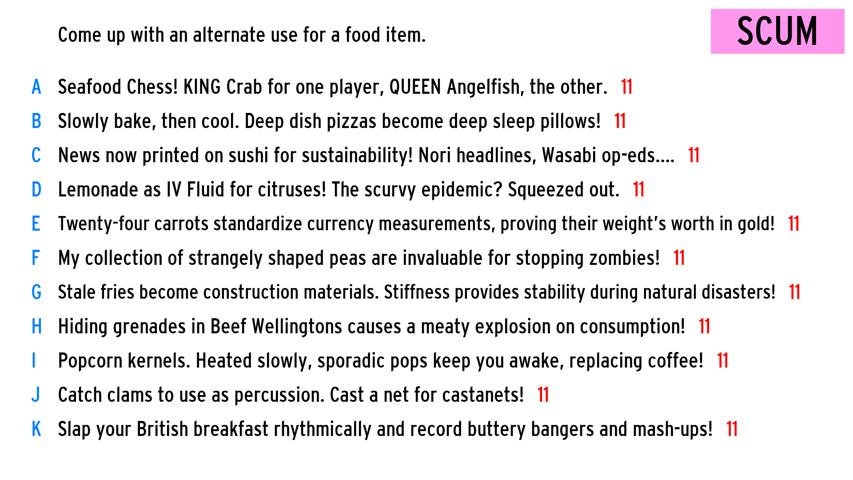 Come up with an alternate use for a food item.
SCUM
A Seafood Chess! KING Crab for one player, QUEEN Angelfish, the other. 11
B Slowly bake, then cool. Deep dish pizzas become deep sleep pillows! 11
C News now printed on sushi for sustainability! Nori headlines, Wasabi op-eds.... 11
D Lemonade as IV Fluid for citruses! The scurvy epidemic? Squeezed out. 11
E Twenty-four carrots standardize currency measurements, proving their weight's worth in gold! 11
F My collection of strangely shaped peas are invaluable for stopping zombies! 11
G Stale fries become construction materials. Stiffness provides stability during natural disasters! 11
H Hiding grenades in Beef Wellingtons causes a meaty explosion on consumption! 11
I Popcorn kernels. Heated slowly, sporadic pops keep you awake, replacing coffee! 11
J Catch clams to use as percussion. Cast a net for castanets! 11
K Slap your British breakfast rhythmically and record buttery bangers and mash-ups! 11